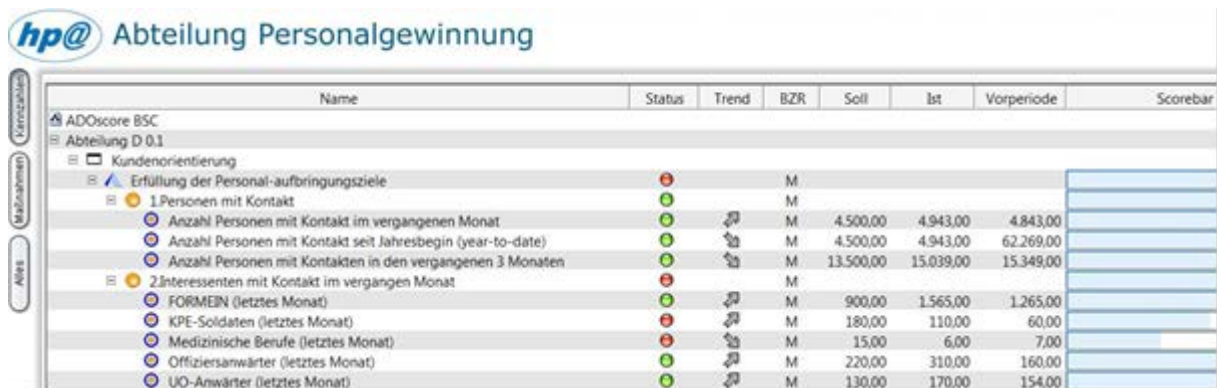 hp@ Abteilung Personalgewinnung
Kennzahlen
Maßnahmen
Alles
Name Status Trend BZR Soll Ist Vorperiode Scorebar
ADOscore BSC
Abteilung D 0.1
Kundenorientierung
Erfüllung der Personal-aufbringungsziele M
1.Personen mit Kontakt M
Anzahl Personen mit Kontakt im vergangenen Monat M 4.500,00 4.943,00 4.843,00
Anzahl Personen mit Kontakt seit Jahresbegin (year-to-date) M 4.500,00 4.943,00 62.269,00
Anzahl Personen mit Kontakten in den vergangenen 3 Monaten M 13.500,00 15.039,00 15.349,00
2.Interessenten mit Kontakt im vergangen Monat M
FORMEIN (letztes Monat) M 900,00 1.565,00 1.265,00
KPE-Soldaten (letztes Monat) M 180,00 110,00 60,00
Medizinische Berufe (letztes Monat) M 15,00 6,00 7,00
Offiziersanwärter (letztes Monat) M 220,00 310,00 160,00
UO-Anwärter (letztes Monat) M 130,00 170,00 154,00